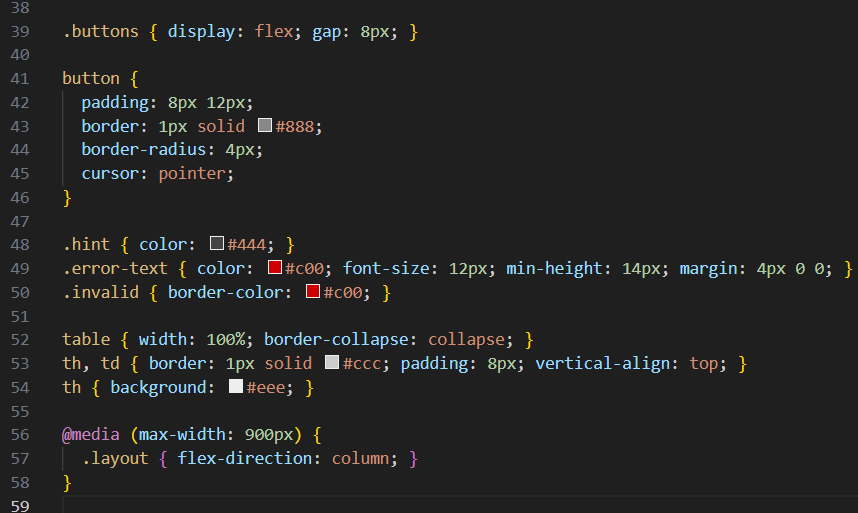 38
39 .buttons { display: flex; gap: 8px; }
40
41 button {
42   padding: 8px 12px;
43   border: 1px solid #888;
44   border-radius: 4px;
45   cursor: pointer;
46 }
47
48 .hint { color: #444; }
49 .error-text { color: #c00; font-size: 12px; min-height: 14px; margin: 4px 0 0; }
50 .invalid { border-color: #c00; }
51
52 table { width: 100%; border-collapse: collapse; }
53 th, td { border: 1px solid #ccc; padding: 8px; vertical-align: top; }
54 th { background: #eee; }
55
56 @media (max-width: 900px) {
57   .layout { flex-direction: column; }
58 }
59